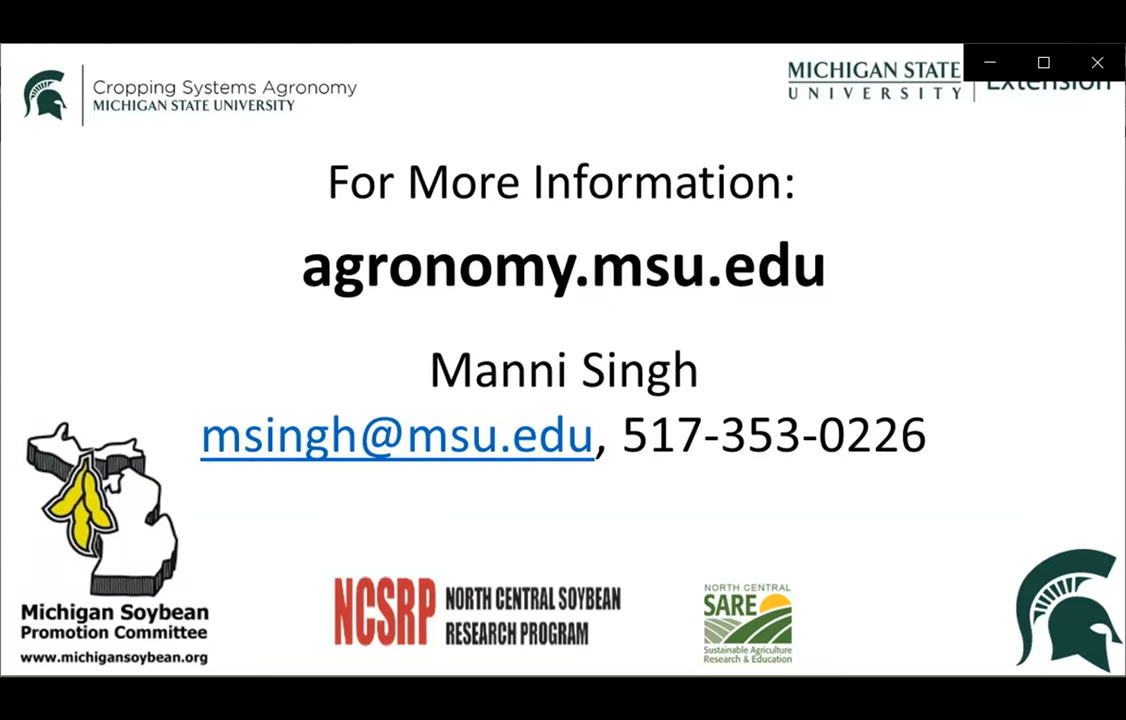 Cropping Systems Agronomy
MICHIGAN STATE UNIVERSITY
MICHIGAN STATE
UNIVERSITY
Extension
For More Information:
agronomy.msu.edu
Manni Singh
msingh@msu.edu, 517-353-0226
Michigan Soybean
Promotion Committee
www.michigansoybean.org
NCSRP
NORTH CENTRAL SOYBEAN
RESEARCH PROGRAM
NORTH CENTRAL
SARE
Sustainable Agriculture
Research & Education